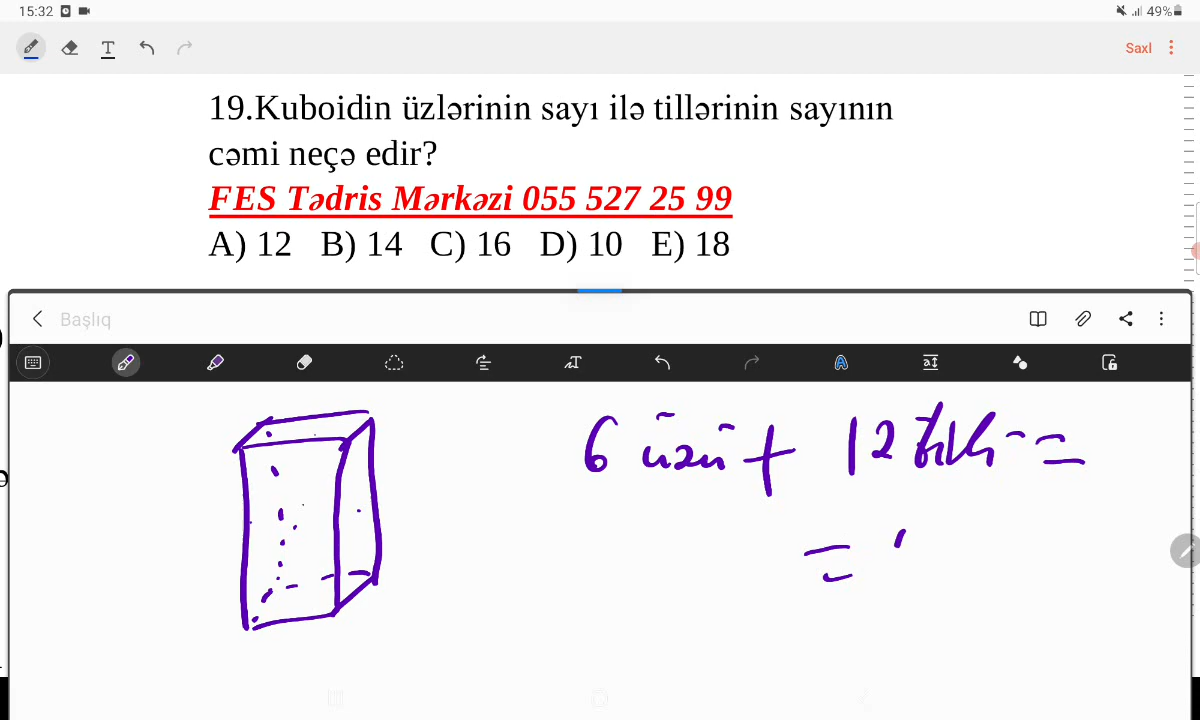 15:32 49%
Saxl
19.Kuboidin üzlərinin sayı ilə tillərinin sayının
cəmi neçə edir?
FES Tədris Mərkəzi 055 527 25 99
A) 12 B) 14 C) 16 D) 10 E) 18
Başlıq
6 üzü + 12 tili =
=